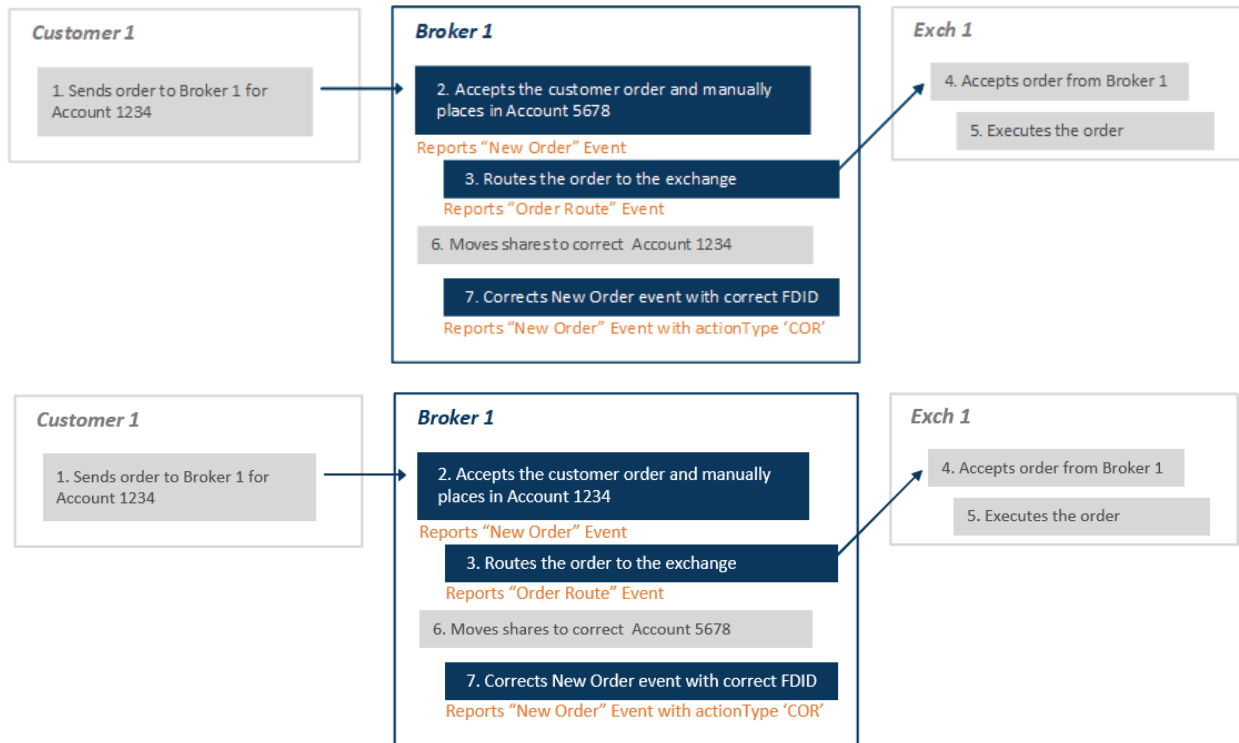 Customer 1
1. Sends order to Broker 1 for
Account 1234
Broker 1
2. Accepts the customer order and manually
places in Account 5678
Reports “New Order” Event
3. Routes the order to the exchange
Reports “Order Route” Event
6. Moves shares to correct Account 1234
7. Corrects New Order event with correct FDID
Reports “New Order” Event with actionType ‘COR’
Exch 1
4. Accepts order from Broker 1
5. Executes the order
Customer 1
1. Sends order to Broker 1 for
Account 1234
Broker 1
2. Accepts the customer order and manually
places in Account 1234
Reports “New Order” Event
3. Routes the order to the exchange
Reports “Order Route” Event
6. Moves shares to correct Account 5678
7. Corrects New Order event with correct FDID
Reports “New Order” Event with actionType ‘COR’
Exch 1
4. Accepts order from Broker 1
5. Executes the order